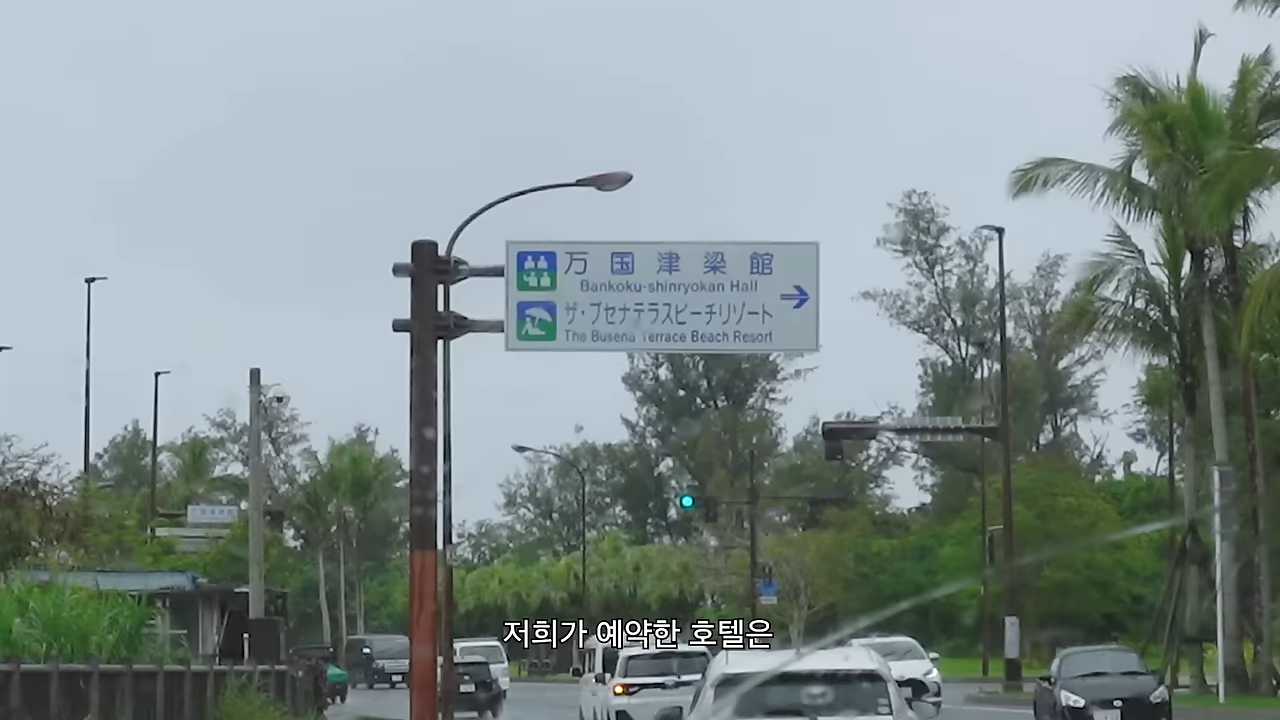 万国津梁館
Bankoku-shinryokan Hall
ザ・ブセナテラスビーチリゾート
The Busena Terrace Beach Resort
저희가 예약한 호텔은